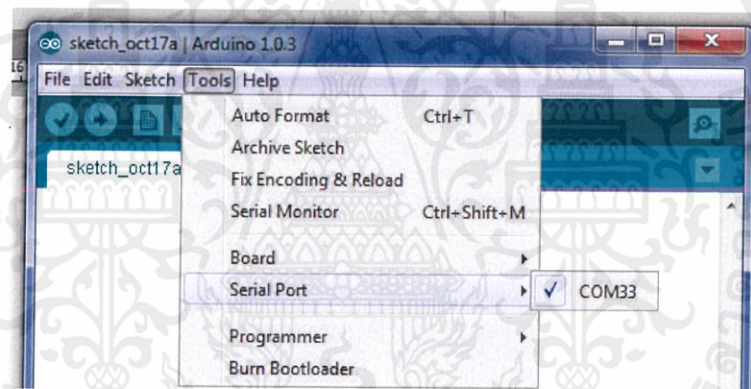 16
sketch_oct17a | Arduino 1.0.3
File Edit Sketch Tools Help
Auto Format Ctrl+T
Archive Sketch
sketch_oct17a
Fix Encoding & Reload
Serial Monitor Ctrl+Shift+M
Board
Serial Port COM33
Programmer
Burn Bootloader